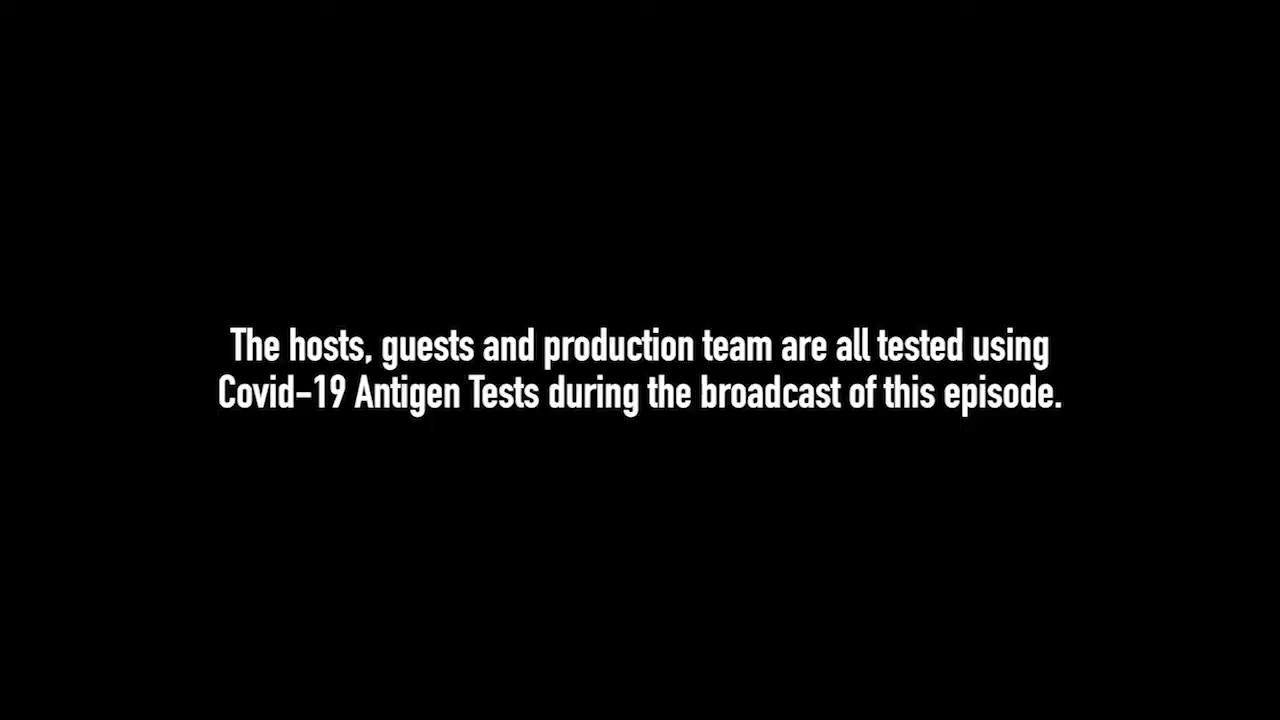 The hosts, guests and production team are all tested using
Covid-19 Antigen Tests during the broadcast of this episode.